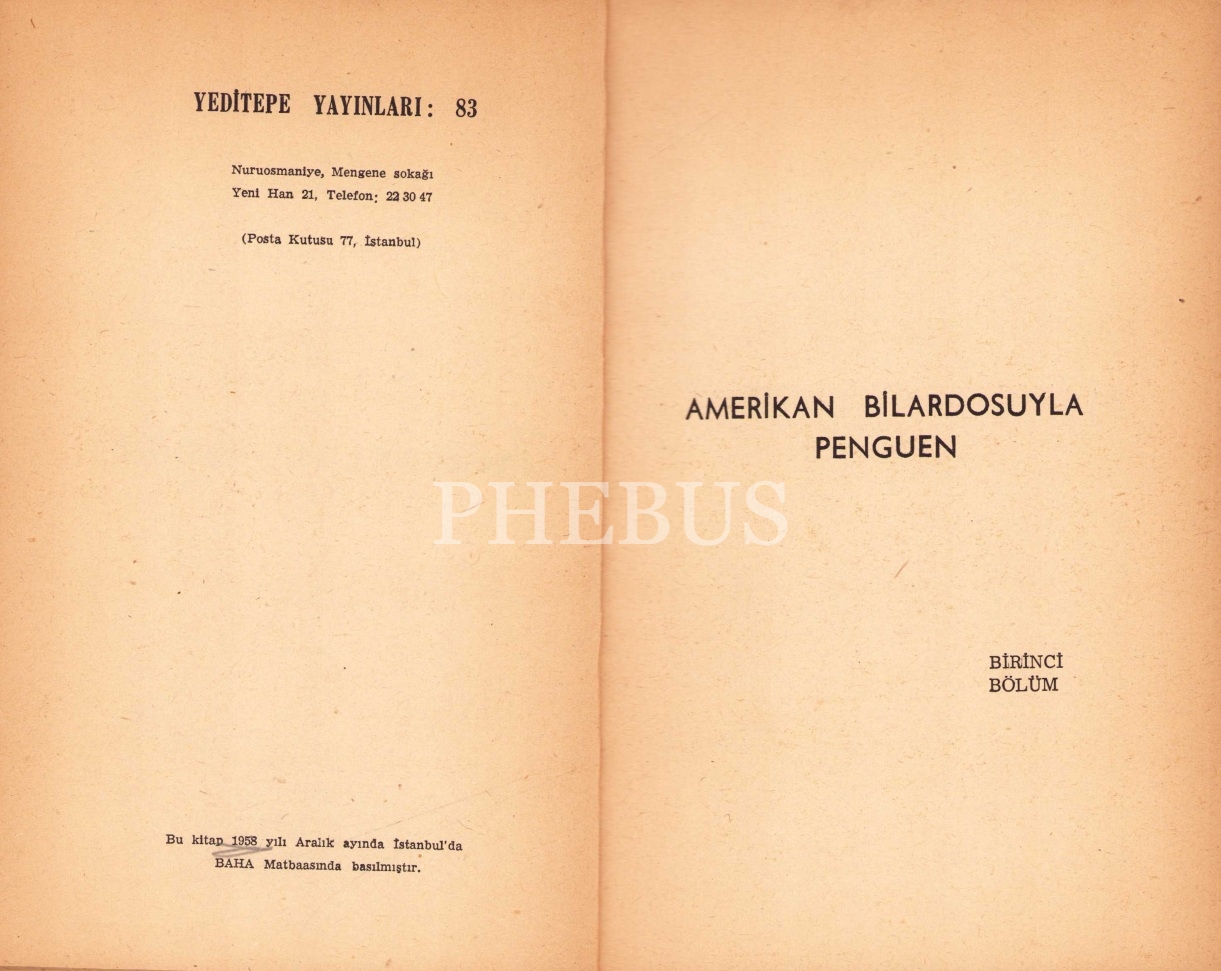 YEDİTEPE YAYINLARI: 83
Nuruosmaniye, Mengene sokağı
Yeni Han 21, Telefon: 22 30 47
(Posta Kutusu 77, İstanbul)
Bu kitap 1958 yılı Aralık ayında İstanbul'da
BAHA Matbaasında basılmıştır.
AMERİKAN BİLARDOSUYLA
PENGUEN
PHEBUS
BİRİNCİ
BÖLÜM